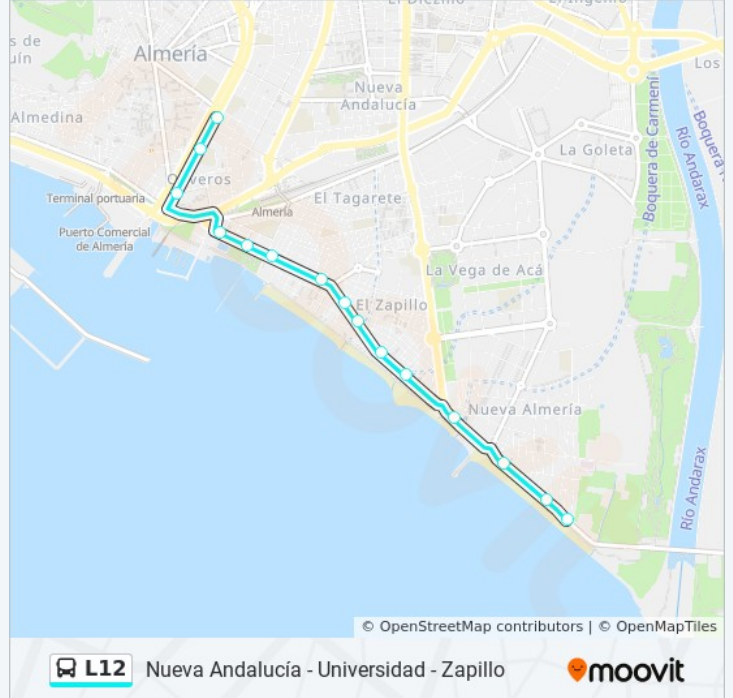 El Diezmo
El Ingenio
s de
uín
Almería
Los
Nueva
Andalucía
Almedina
La Goleta
Boquera de Carmení
Río Andarax
Boquera
Oliveros
Terminal portuaria
El Tagarete
Almería
Puerto Comercial
de Almería
La Vega de Acá
El Zapillo
Nueva Almería
Río Andarax
© OpenStreetMap contributors | © OpenMapTiles
L12 Nueva Andalucía - Universidad - Zapillo moovit